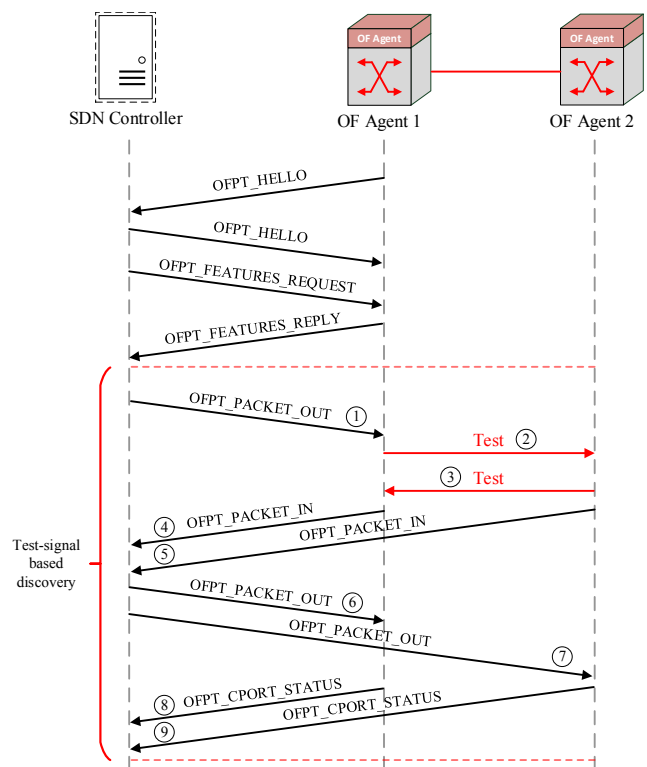 OF Agent
OF Agent
SDN Controller
OF Agent 1
OF Agent 2
OFPT_HELLO
OFPT_HELLO
OFPT_FEATURES_REQUEST
OFPT_FEATURES_REPLY
OFPT_PACKET_OUT 1
Test 2
3 Test
4 OFPT_PACKET_IN
5 OFPT_PACKET_IN
Test-signal
based
discovery
OFPT_PACKET_OUT 6
OFPT_PACKET_OUT 7
8 OFPT_CPORT_STATUS
9 OFPT_CPORT_STATUS